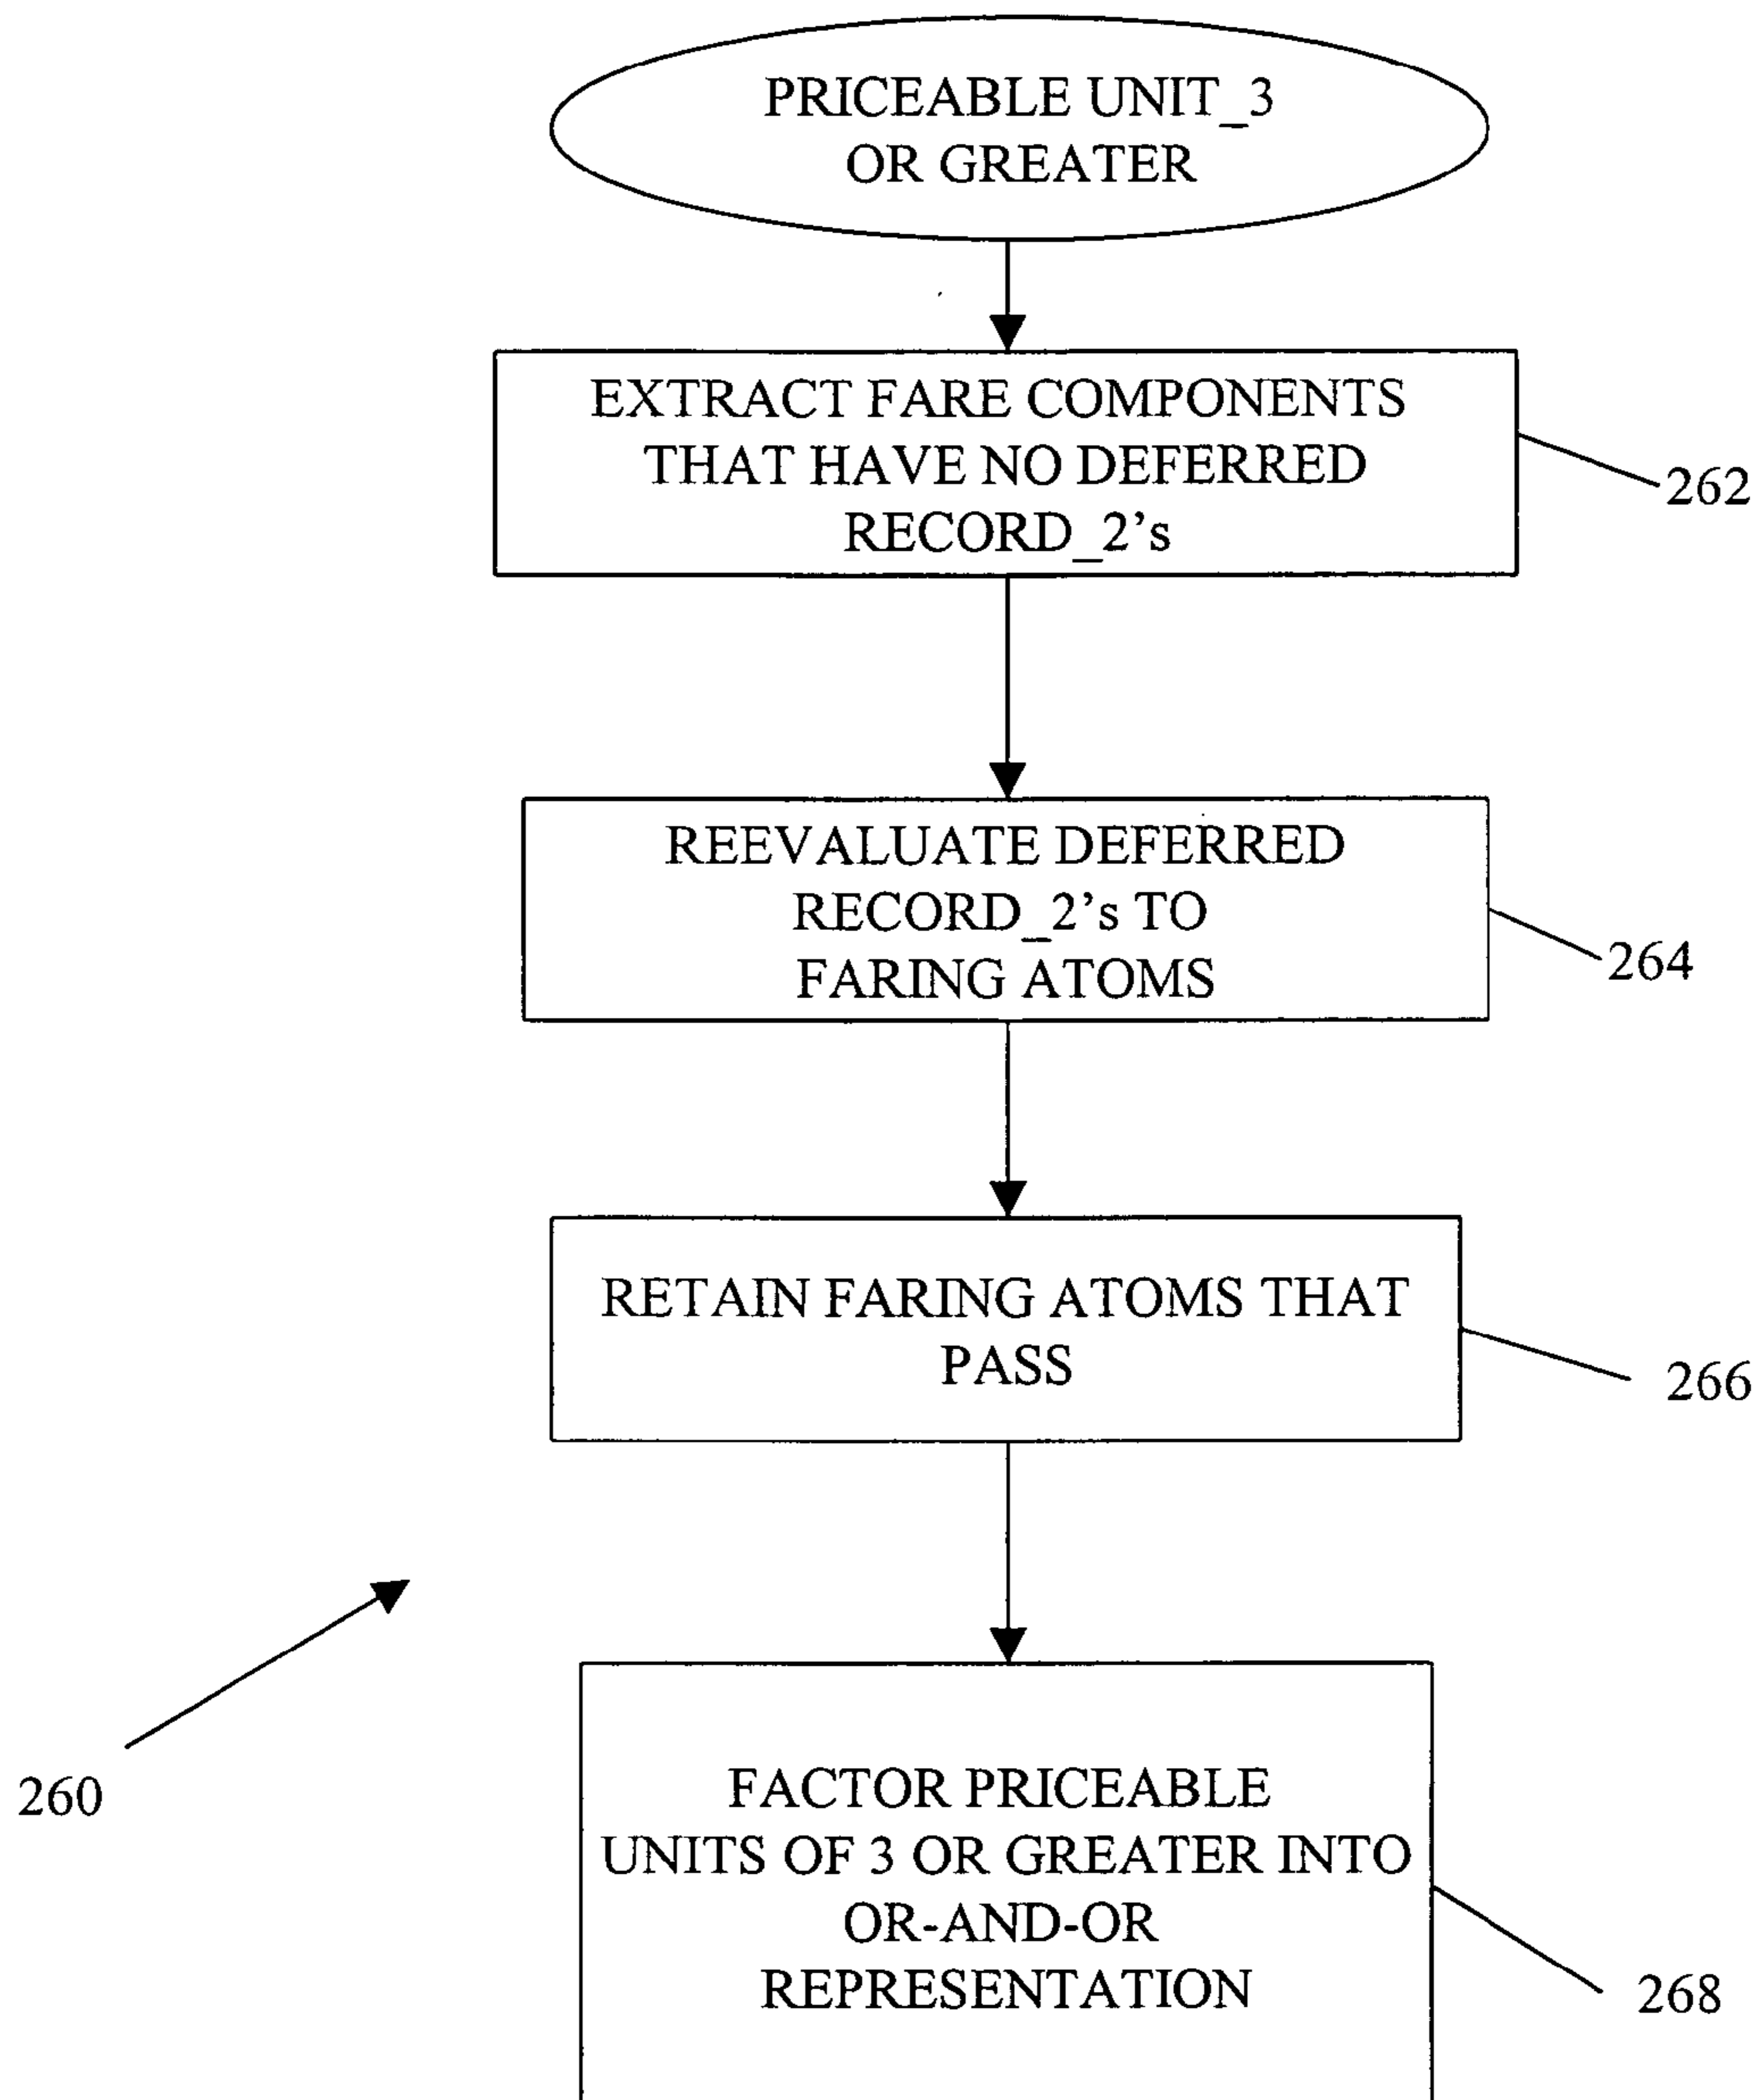 PRICEABLE UNIT_3
OR GREATER
EXTRACT FARE COMPONENTS
THAT HAVE NO DEFERRED
RECORD_2’s
262
REEVALUATE DEFERRED
RECORD_2’s TO
FARING ATOMS
264
RETAIN FARING ATOMS THAT
PASS
266
260
FACTOR PRICEABLE
UNITS OF 3 OR GREATER INTO
OR-AND-OR
REPRESENTATION
268